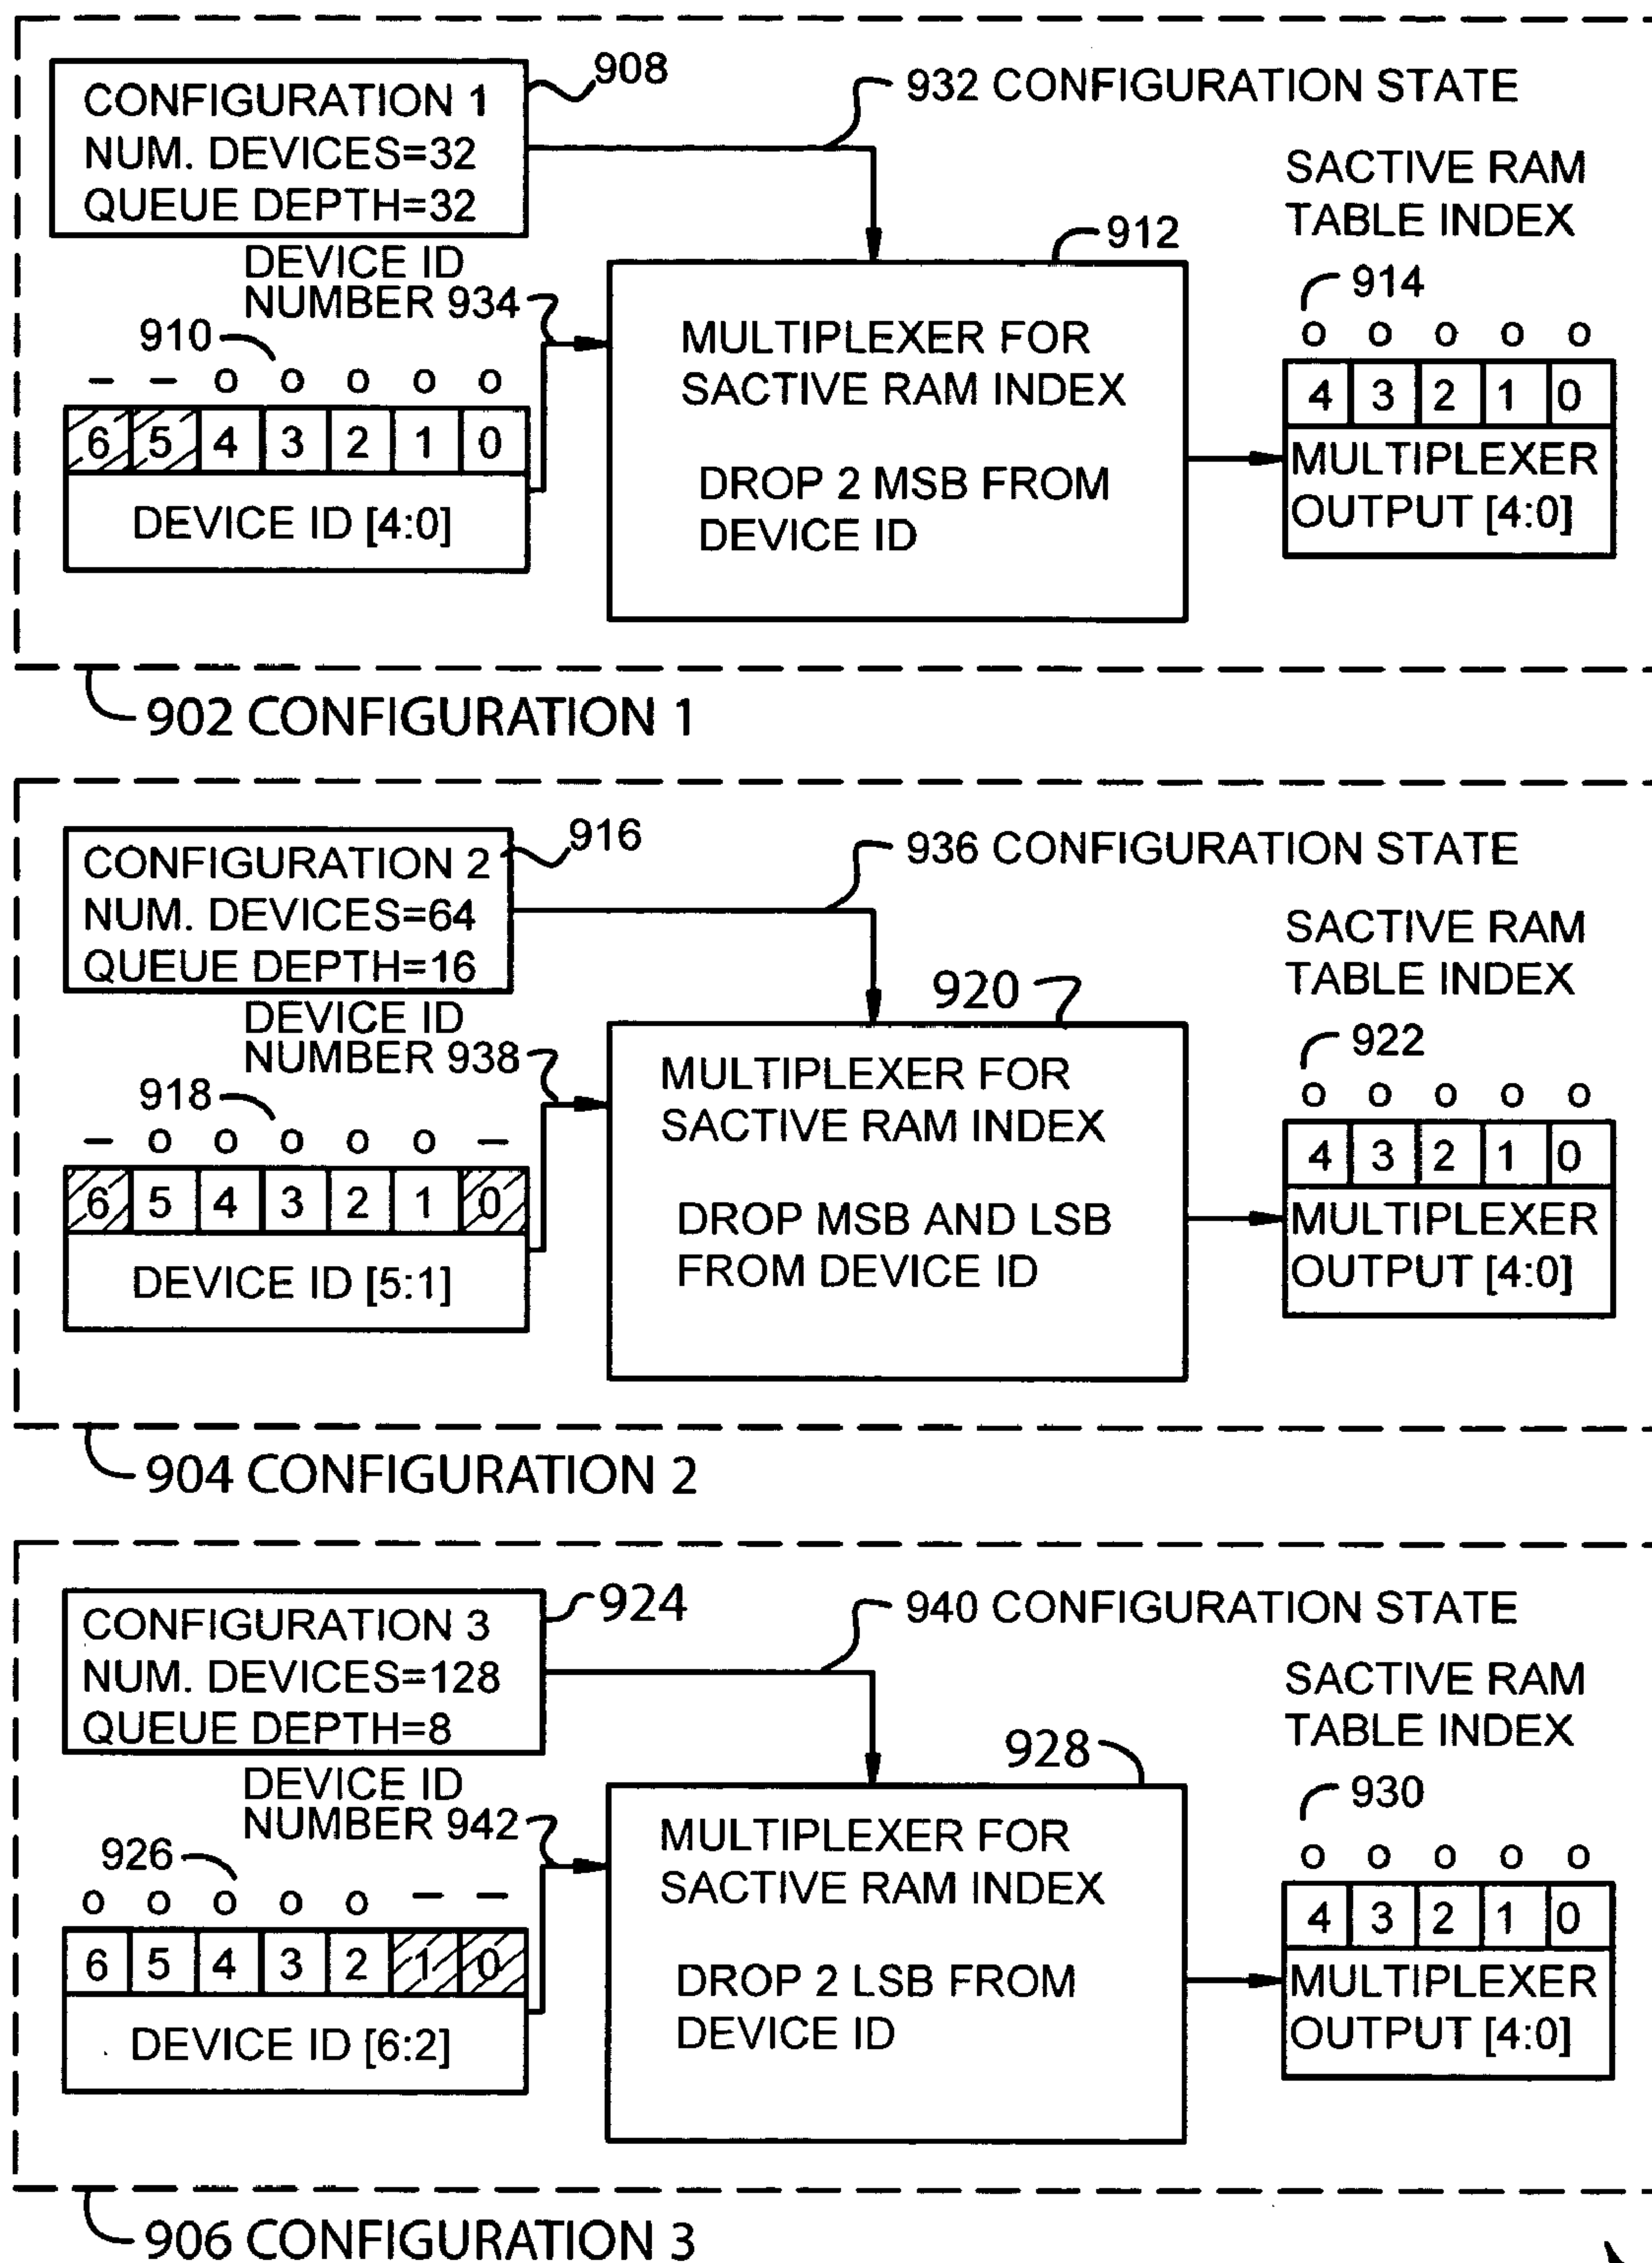 CONFIGURATION 1
NUM. DEVICES=32
QUEUE DEPTH=32
908
932 CONFIGURATION STATE
SACTIVE RAM
TABLE INDEX
DEVICE ID
NUMBER 934
910
– – o o o o o
6 5 4 3 2 1 0
DEVICE ID [4:0]
912
MULTIPLEXER FOR
SACTIVE RAM INDEX
DROP 2 MSB FROM
DEVICE ID
914
o o o o o
4 3 2 1 0
MULTIPLEXER
OUTPUT [4:0]
902 CONFIGURATION 1
CONFIGURATION 2
NUM. DEVICES=64
QUEUE DEPTH=16
916
936 CONFIGURATION STATE
SACTIVE RAM
TABLE INDEX
DEVICE ID
NUMBER 938
918
– o o o o o –
6 5 4 3 2 1 0
DEVICE ID [5:1]
920
MULTIPLEXER FOR
SACTIVE RAM INDEX
DROP MSB AND LSB
FROM DEVICE ID
922
o o o o o
4 3 2 1 0
MULTIPLEXER
OUTPUT [4:0]
904 CONFIGURATION 2
CONFIGURATION 3
NUM. DEVICES=128
QUEUE DEPTH=8
924
940 CONFIGURATION STATE
SACTIVE RAM
TABLE INDEX
DEVICE ID
NUMBER 942
926
o o o o o – –
6 5 4 3 2 1 0
DEVICE ID [6:2]
928
MULTIPLEXER FOR
SACTIVE RAM INDEX
DROP 2 LSB FROM
DEVICE ID
930
o o o o o
4 3 2 1 0
MULTIPLEXER
OUTPUT [4:0]
906 CONFIGURATION 3